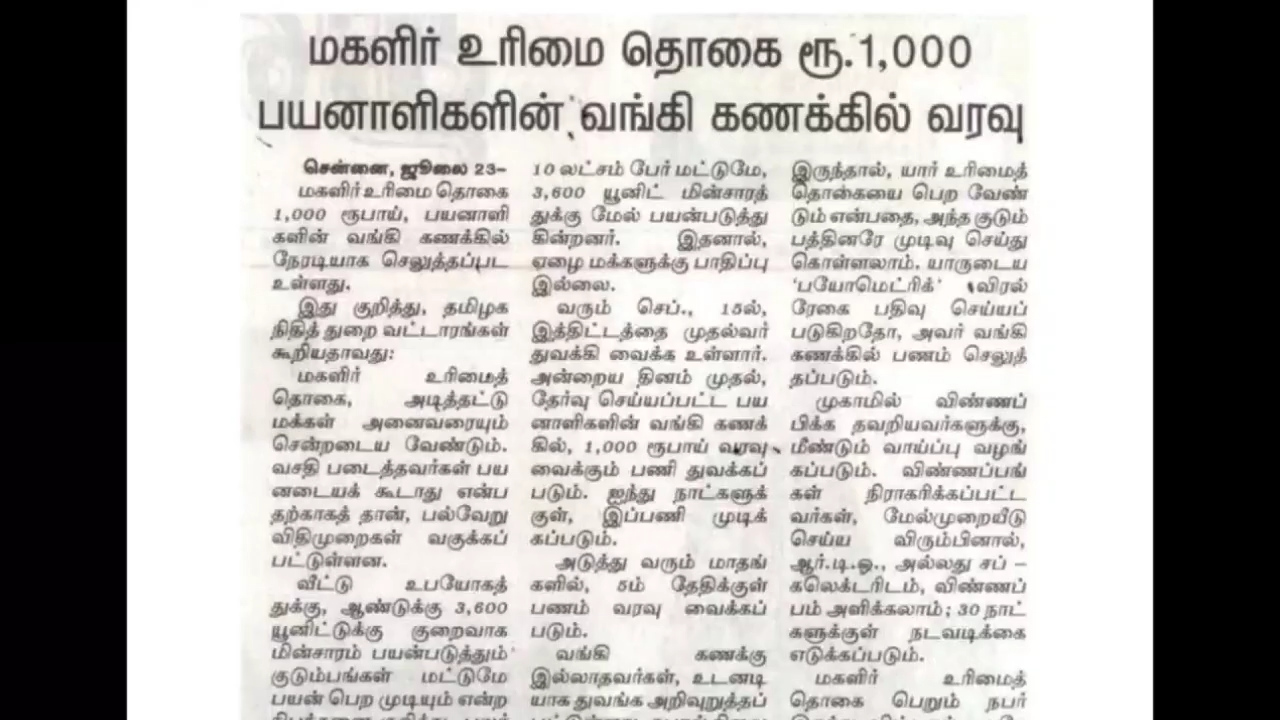 மகளிர் உரிமை தொகை ரூ.1,000
பயனாளிகளின் வங்கி கணக்கில் வரவு
சென்னை, ஜூலை 23–
மகளிர் உரிமை தொகை
1,000 ரூபாய், பயனாளி
களின் வங்கி கணக்கில்
நேரடியாக செலுத்தப்பட
உள்ளது.
இது குறித்து, தமிழக
நிதித் துறை வட்டாரங்கள்
கூறியதாவது:
மகளிர் உரிமைத்
தொகை, அடித்தட்டு
மக்கள் அனைவரையும்
சென்றடைய வேண்டும்.
வசதி படைத்தவர்கள் பய
னடையக் கூடாது என்ப
தற்காகத் தான், பல்வேறு
விதிமுறைகள் வகுக்கப்
பட்டுள்ளன.
வீட்டு உபயோகத்
துக்கு, ஆண்டுக்கு 3,600
யூனிட்டுக்கு குறைவாக
மின்சாரம் பயன்படுத்தும்
குடும்பங்கள் மட்டுமே
பயன் பெற முடியும் என்ற
10 லட்சம் பேர் மட்டுமே,
3,600 யூனிட் மின்சாரத்
துக்கு மேல் பயன்படுத்து
கின்றனர். இதனால்,
ஏழை மக்களுக்கு பாதிப்பு
இல்லை.
வரும் செப்., 15ல்,
இத்திட்டத்தை முதல்வர்
துவக்கி வைக்க உள்ளார்.
அன்றைய தினம் முதல்,
தேர்வு செய்யப்பட்ட பய
னாளிகளின் வங்கி கணக்
கில், 1,000 ரூபாய் வரவு
வைக்கும் பணி துவக்கப்
படும். ஐந்து நாட்களுக்
குள், இப்பணி முடிக்
கப்படும்.
அடுத்து வரும் மாதங்
களில், 5ம் தேதிக்குள்
பணம் வரவு வைக்கப்
படும்.
வங்கி கணக்கு
இல்லாதவர்கள், உடனடி
யாக துவங்க அறிவுறுத்தப்
இருந்தால், யார் உரிமைத்
தொகையை பெற வேண்
டும் என்பதை, அந்த குடும்
பத்தினரே முடிவு செய்து
கொள்ளலாம். யாருடைய
'பயோமெட்ரிக்' விரல்
ரேகை பதிவு செய்யப்
படுகிறதோ, அவர் வங்கி
கணக்கில் பணம் செலுத்
தப்படும்.
முகாமில் விண்ணப்
பிக்க தவறியவர்களுக்கு,
மீண்டும் வாய்ப்பு வழங்
கப்படும். விண்ணப்பங்
கள் நிராகரிக்கப்பட்ட
வர்கள், மேல்முறையீடு
செய்ய விரும்பினால்,
ஆர்.டி.ஓ., அல்லது சப் –
கலெக்டரிடம், விண்ணப்
பம் அளிக்கலாம்; 30 நாட்
களுக்குள் நடவடிக்கை
எடுக்கப்படும்.
மகளிர் உரிமைத்
தொகை பெறும் நபர்